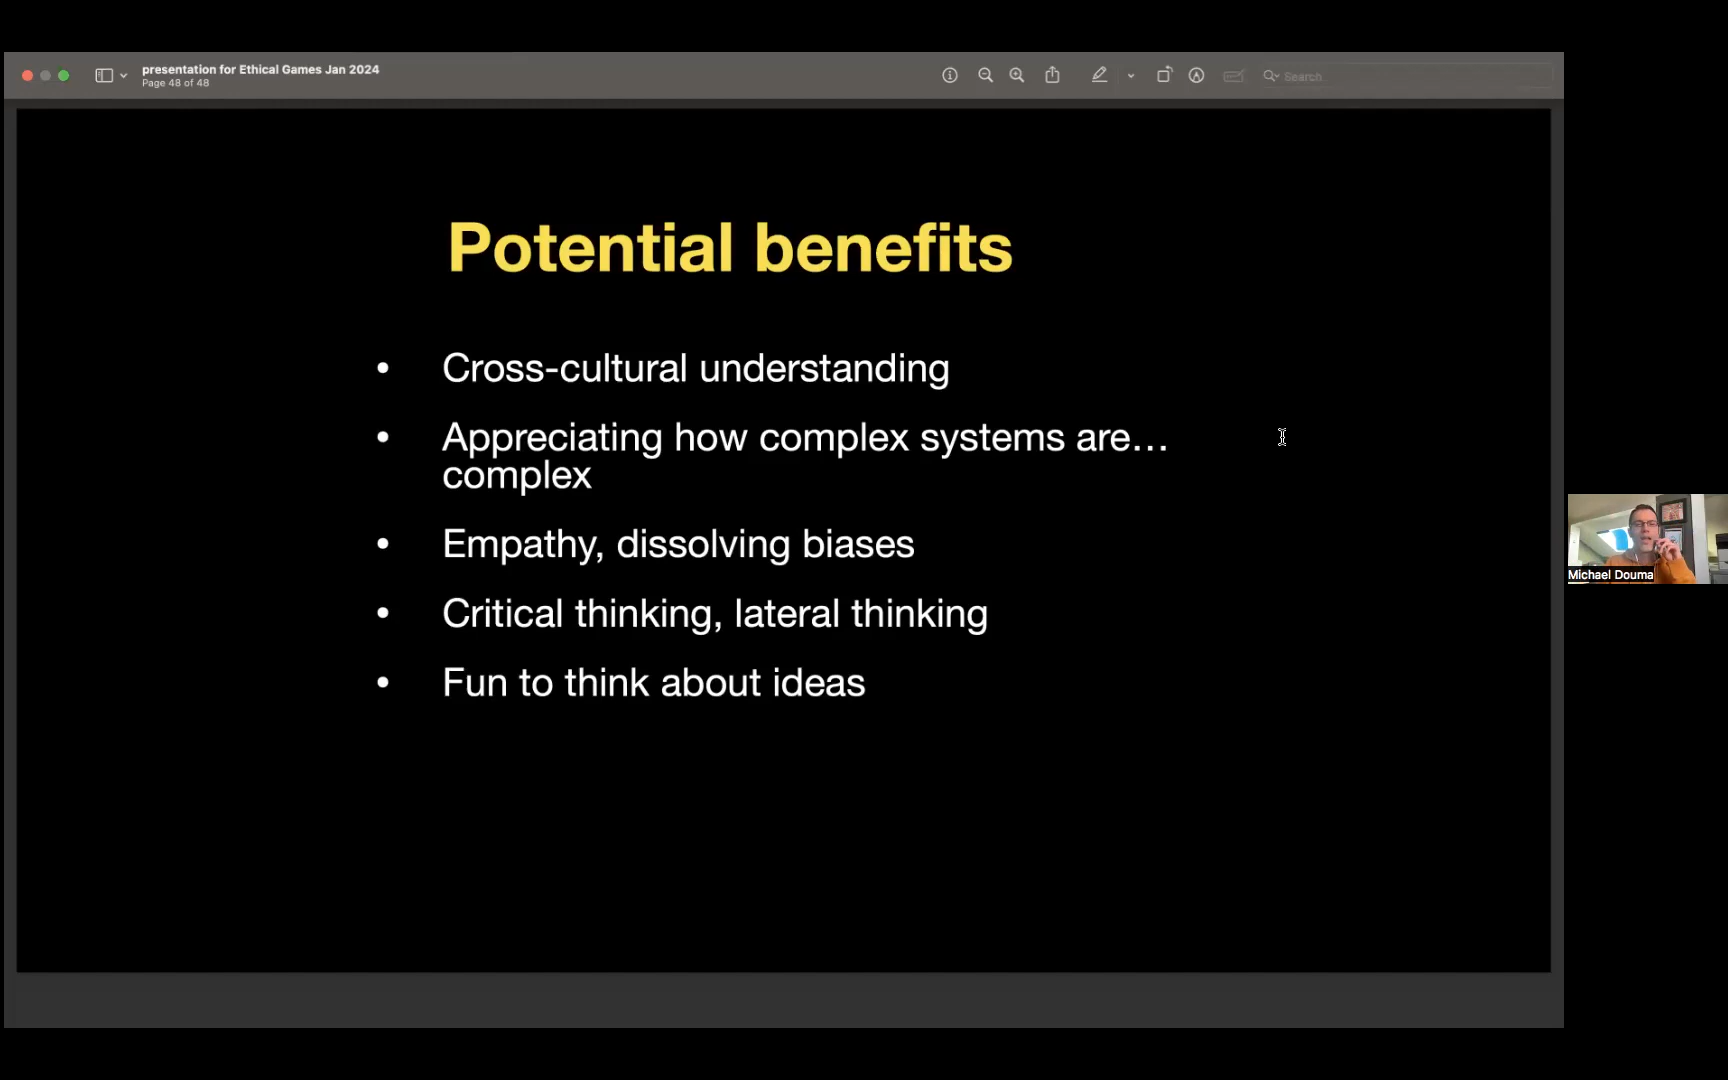 presentation for Ethical Games Jan 2024
Page 48 of 48
Search
Potential benefits
• Cross-cultural understanding
• Appreciating how complex systems are…
complex
• Empathy, dissolving biases
• Critical thinking, lateral thinking
• Fun to think about ideas
Michael Douma